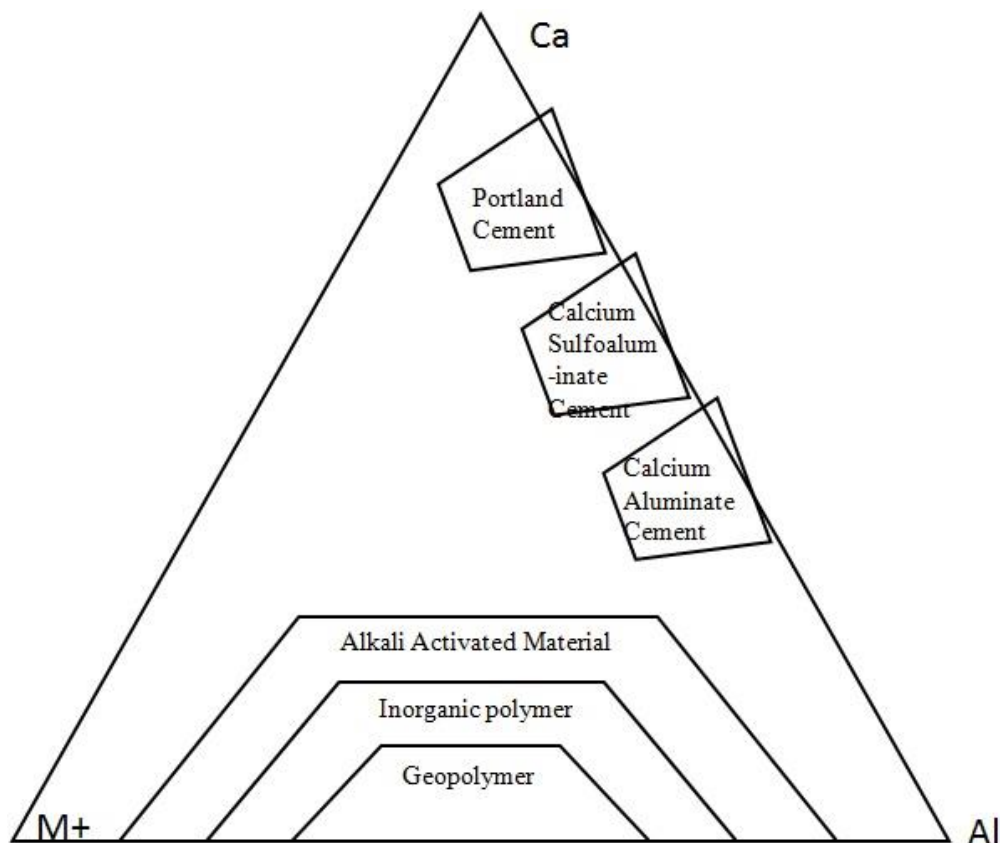 Ca
Portland
Cement
Calcium
Sulfoalum
-inate
Cement
Calcium
Aluminate
Cement
Alkali Activated Material
Inorganic polymer
Geopolymer
M+
Al